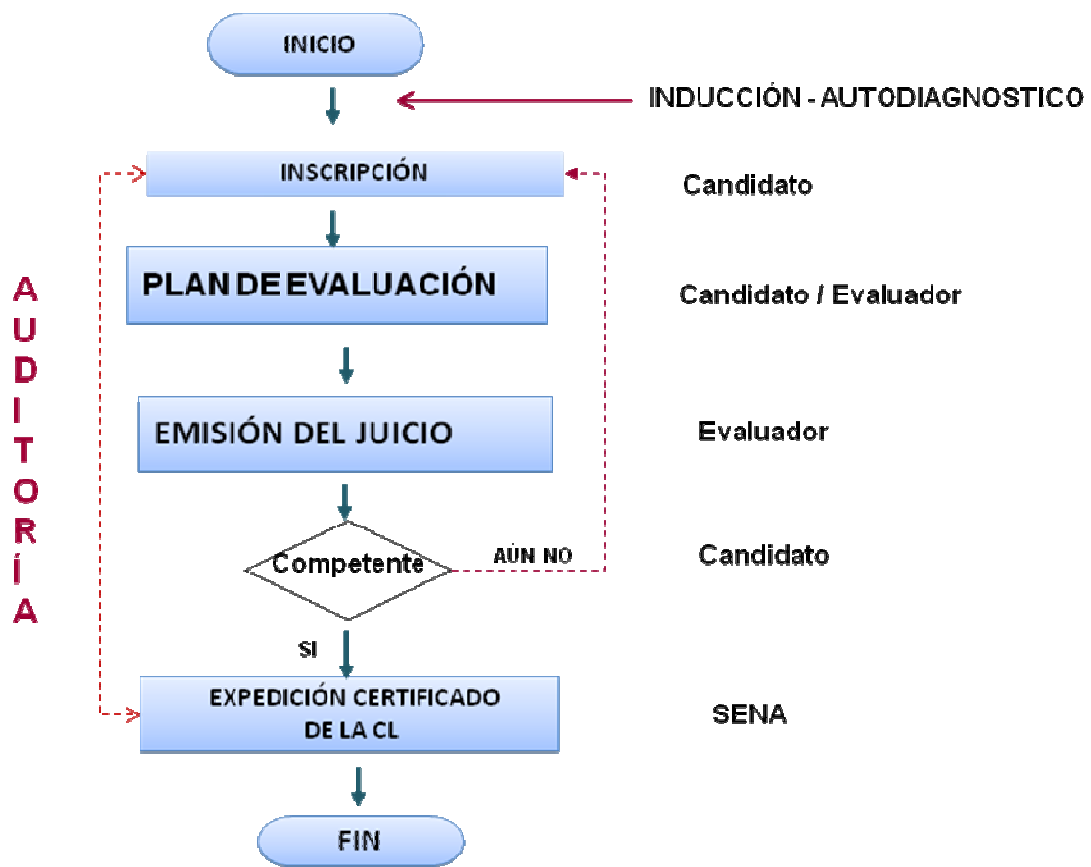 INICIO
INDUCCIÓN - AUTODIAGNOSTICO
INSCRIPCIÓN
Candidato
PLAN DE EVALUACIÓN
Candidato / Evaluador
EMISIÓN DEL JUICIO
Evaluador
Competente
AÚN NO
Candidato
SI
EXPEDICIÓN CERTIFICADO
DE LA CL
SENA
FIN
AUDITORÍA